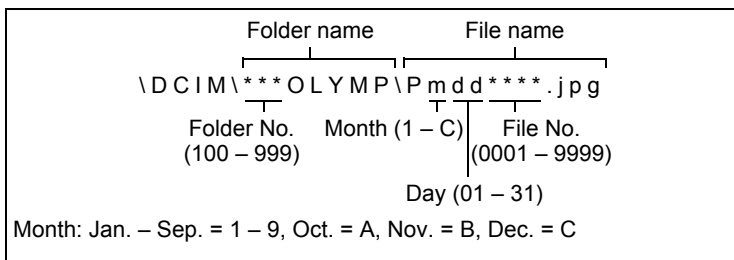 Folder name File name
\DCIM\***OLYMP\Pmdd****.jpg
Folder No. Month (1 – C) File No.
(100 – 999) (0001 – 9999)
Day (01 – 31)
Month: Jan. – Sep. = 1 – 9, Oct. = A, Nov. = B, Dec. = C